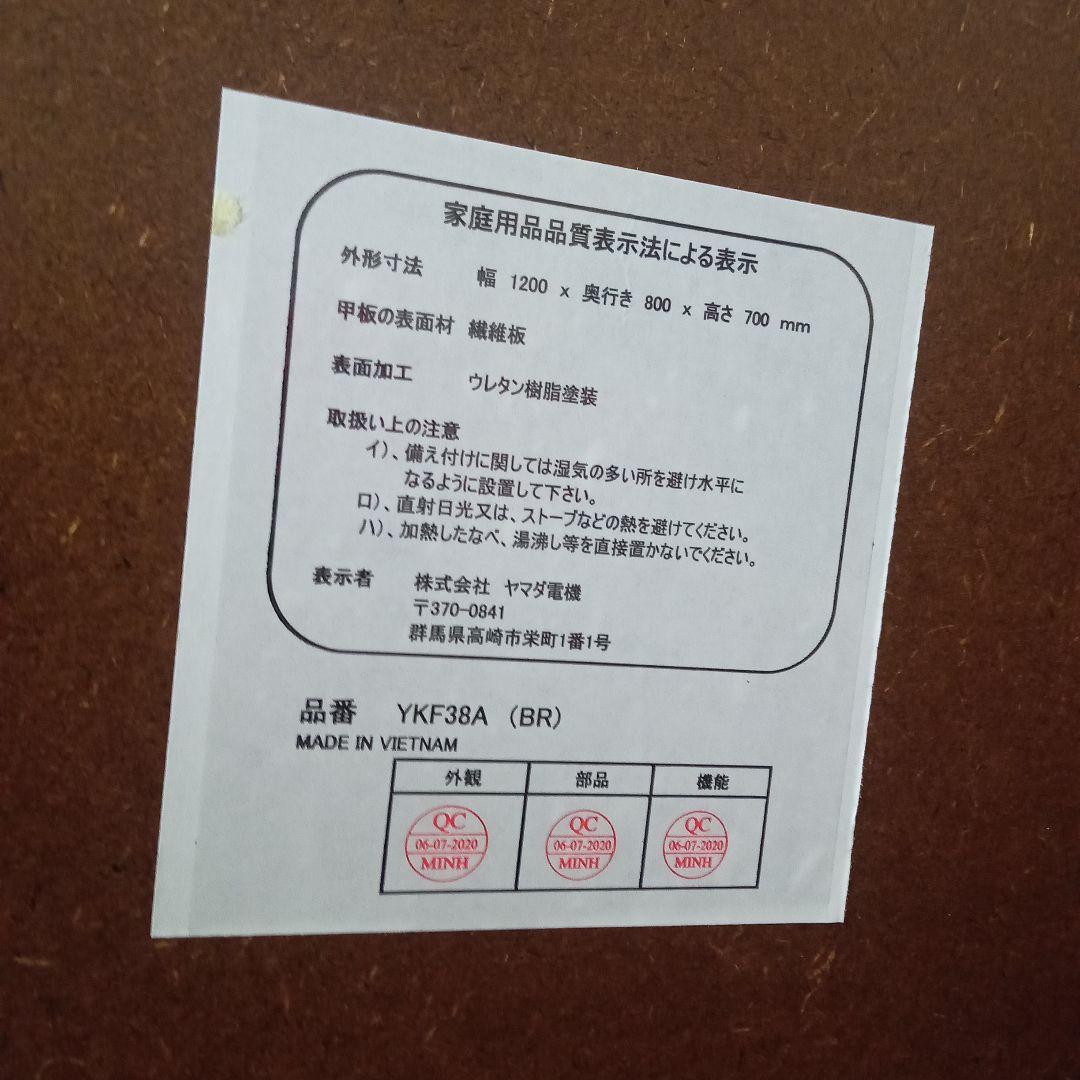 家庭用品品質表示法による表示
外形寸法 幅 1200 x 奥行き 800 x 高さ 700 mm
甲板の表面材 繊維板
表面加工 ウレタン樹脂塗装
取扱い上の注意
イ)、備え付けに関しては湿気の多い所を避け水平に
なるように設置して下さい。
ロ)、直射日光又は、ストーブなどの熱を避けてください。
ハ)、加熱したなべ、湯沸し等を直接置かないでください。
表示者 株式会社 ヤマダ電機
〒370-0841
群馬県高崎市栄町1番1号
品番 YKF38A (BR)
MADE IN VIETNAM
外観 部品 機能
QC QC QC
06-07-2020 06-07-2020 06-07-2020
MINH MINH MINH